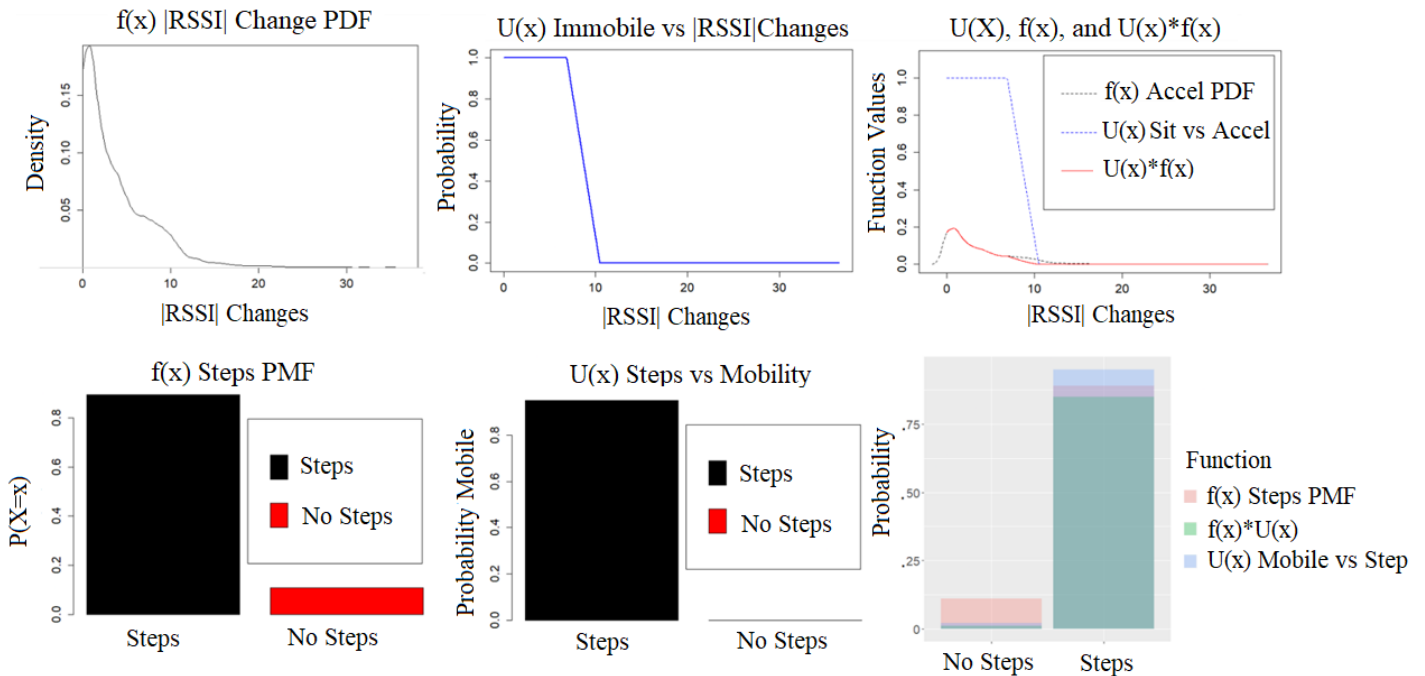 f(x) |RSSI| Change PDF
Density
0.05
0.10
0.15
0
10
20
30
|RSSI| Changes
U(x) Immobile vs |RSSI|Changes
Probability
0.0
0.2
0.4
0.6
0.8
1.0
0
10
20
30
|RSSI| Changes
U(X), f(x), and U(x)*f(x)
Function Values
0.0
0.2
0.4
0.6
0.8
1.0
f(x) Accel PDF
U(x) Sit vs Accel
U(x)*f(x)
0
10
20
30
|RSSI| Changes
f(x) Steps PMF
P(X=x)
0.0
0.2
0.4
0.6
0.8
Steps
No Steps
Steps
No Steps
U(x) Steps vs Mobility
Probability Mobile
0.0
0.2
0.4
0.6
0.8
Steps
No Steps
Steps
No Steps
Probability
.75
.50
.25
0
No Steps
Steps
Function
f(x) Steps PMF
f(x)*U(x)
U(x) Mobile vs Step